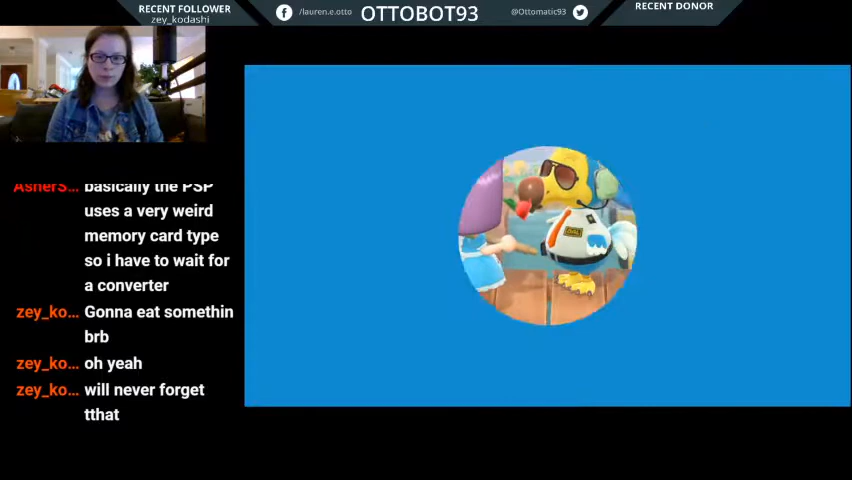 RECENT FOLLOWER
zey_kodashi
/lauren.e.otto
OTTOBOT93
@Ottomatic93
RECENT DONOR
AsherS... basically the PSP
uses a very weird
memory card type
so i have to wait for
a converter
zey_ko... Gonna eat somethin
brb
zey_ko... oh yeah
zey_ko... will never forget
tthat